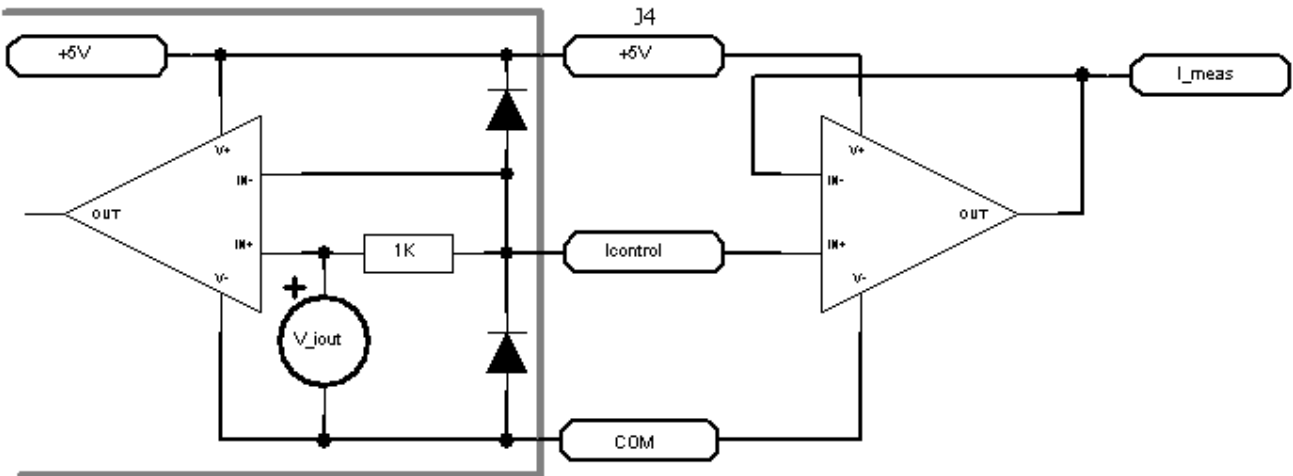 J4
+5V
+5V
I_meas
V+
V+
IN-
IN-
OUT
OUT
IN+
1K
Icontrol
IN+
V-
V-
+
V_iout
COM